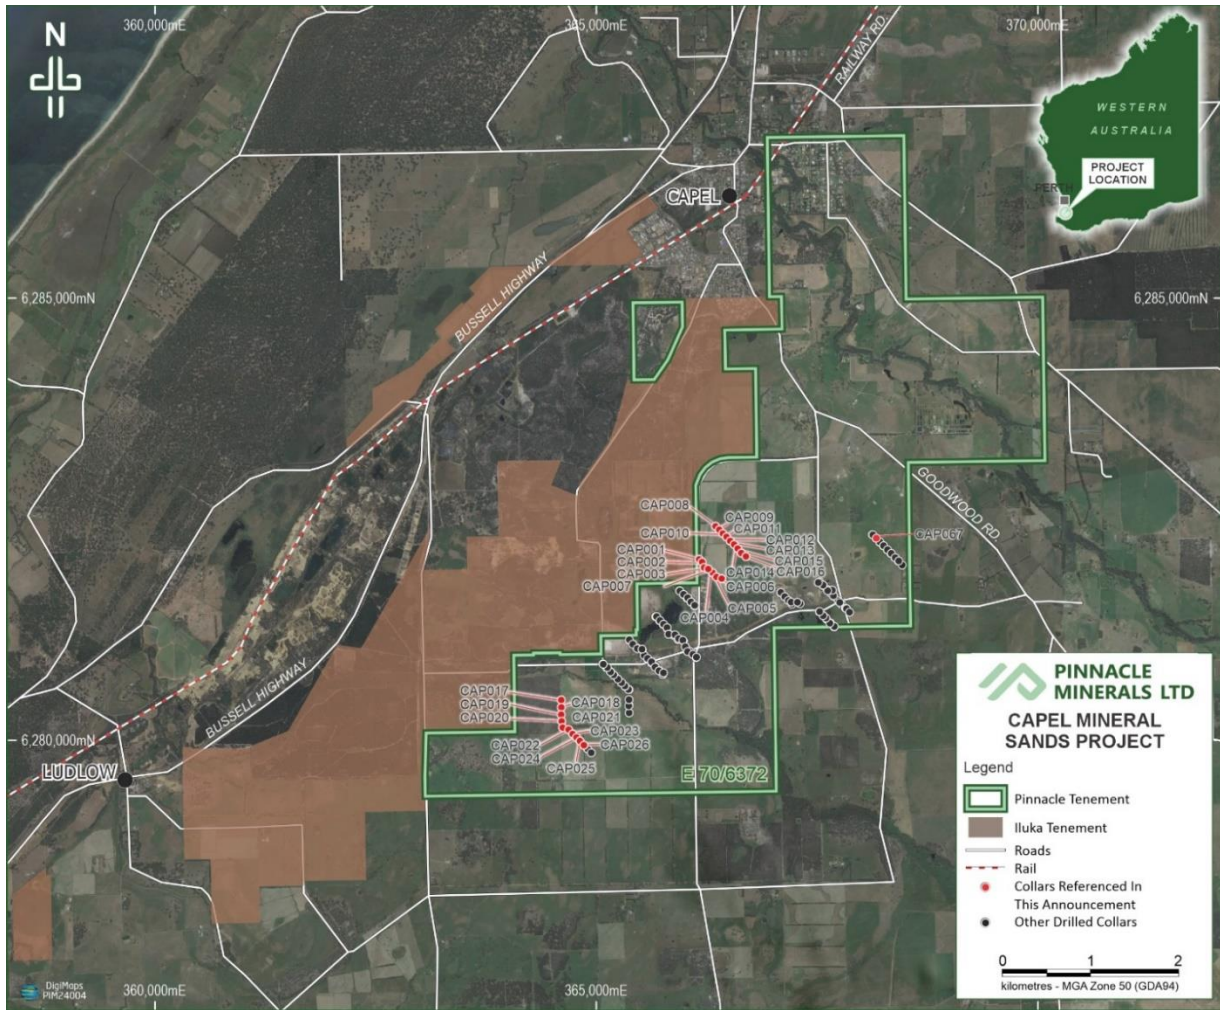 360,000mE
365,000mE
370,000mE
N
RAILWAY RD.
WESTERN
AUSTRALIA
PROJECT
LOCATION
PERTH
CAPEL
BUSSELL HIGHWAY
6,285,000mN
6,285,000mN
GOODWOOD RD.
CAP008
CAP009
CAP011
CAP010
CAP012
CAP013
CAP015
CAP001
CAP002
CAP003
CAP014
CAP016
CAP007
CAP006
CAP005
CAP004
CAP067
CAP017
CAP018
CAP019
CAP020
CAP021
CAP023
CAP022
CAP026
CAP024
CAP025
BUSSELL HIGHWAY
6,280,000mN
LUDLOW
E 70/6372
PINNACLE
MINERALS LTD
CAPEL MINERAL
SANDS PROJECT
Legend
Pinnacle Tenement
Iluka Tenement
Roads
Rail
Collars Referenced In
This Announcement
Other Drilled Collars
0 1 2
kilometres - MGA Zone 50 (GDA94)
DigiMaps
PIM24004
360,000mE
365,000mE